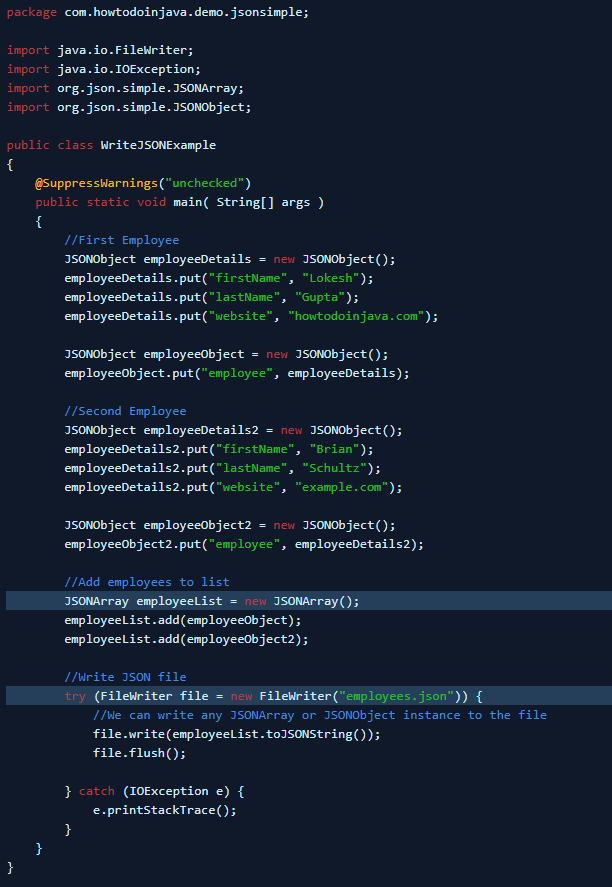 package com.howtodoinjava.demo.jsonsimple;

import java.io.FileWriter;
import java.io.IOException;
import org.json.simple.JSONArray;
import org.json.simple.JSONObject;

public class WriteJSONExample
{
    @SuppressWarnings("unchecked")
    public static void main( String[] args )
    {
        //First Employee
        JSONObject employeeDetails = new JSONObject();
        employeeDetails.put("firstName", "Lokesh");
        employeeDetails.put("lastName", "Gupta");
        employeeDetails.put("website", "howtodoinjava.com");

        JSONObject employeeObject = new JSONObject();
        employeeObject.put("employee", employeeDetails);

        //Second Employee
        JSONObject employeeDetails2 = new JSONObject();
        employeeDetails2.put("firstName", "Brian");
        employeeDetails2.put("lastName", "Schultz");
        employeeDetails2.put("website", "example.com");

        JSONObject employeeObject2 = new JSONObject();
        employeeObject2.put("employee", employeeDetails2);

        //Add employees to list
        JSONArray employeeList = new JSONArray();
        employeeList.add(employeeObject);
        employeeList.add(employeeObject2);

        //Write JSON file
        try (FileWriter file = new FileWriter("employees.json")) {
            //We can write any JSONArray or JSONObject instance to the file
            file.write(employeeList.toJSONString());
            file.flush();

        } catch (IOException e) {
            e.printStackTrace();
        }
    }
}